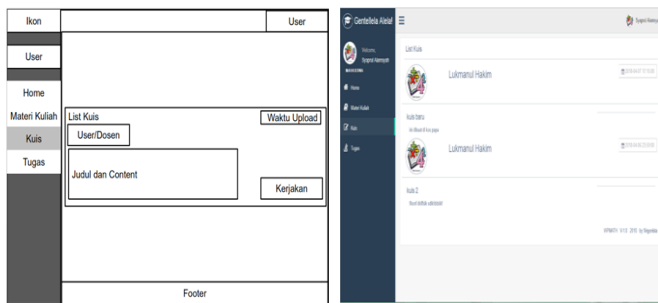 Ikon
User
User
Home
Materi Kuliah
Kuis
Tugas
List Kuis
Waktu Upload
User/Dosen
Judul dan Content
Kerjakan
Footer
Gentellela Alela!
Welcome,
Home
Materi Kuliah
Kuis
Tugas
List Kuis
Lukmanul Hakim
kuis baru
Lukmanul Hakim
kuis 2